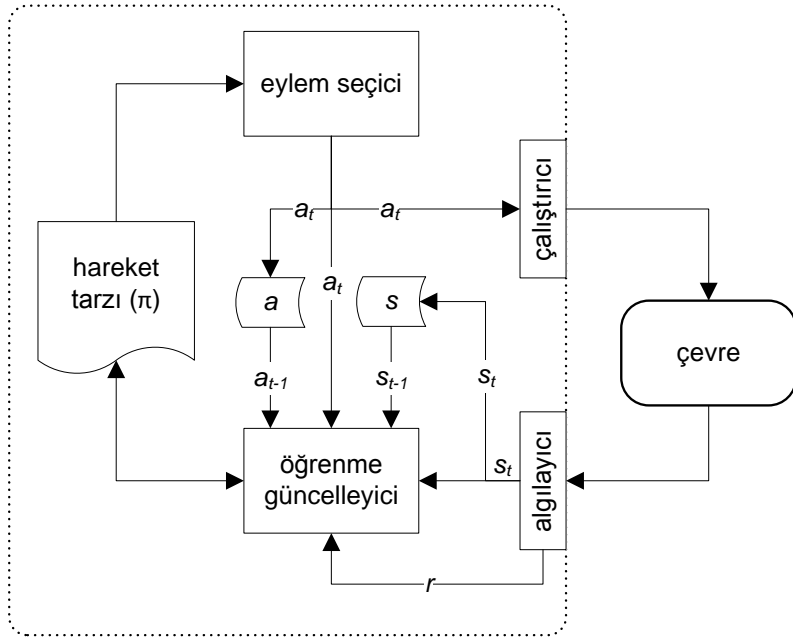 eylem seçici
a_t
a_t
çalıştırıcı
hareket
tarzı (π)
a
a_t
s
çevre
a_{t-1}
s_{t-1}
s_t
öğrenme
güncelleyici
s_t
algılayıcı
r